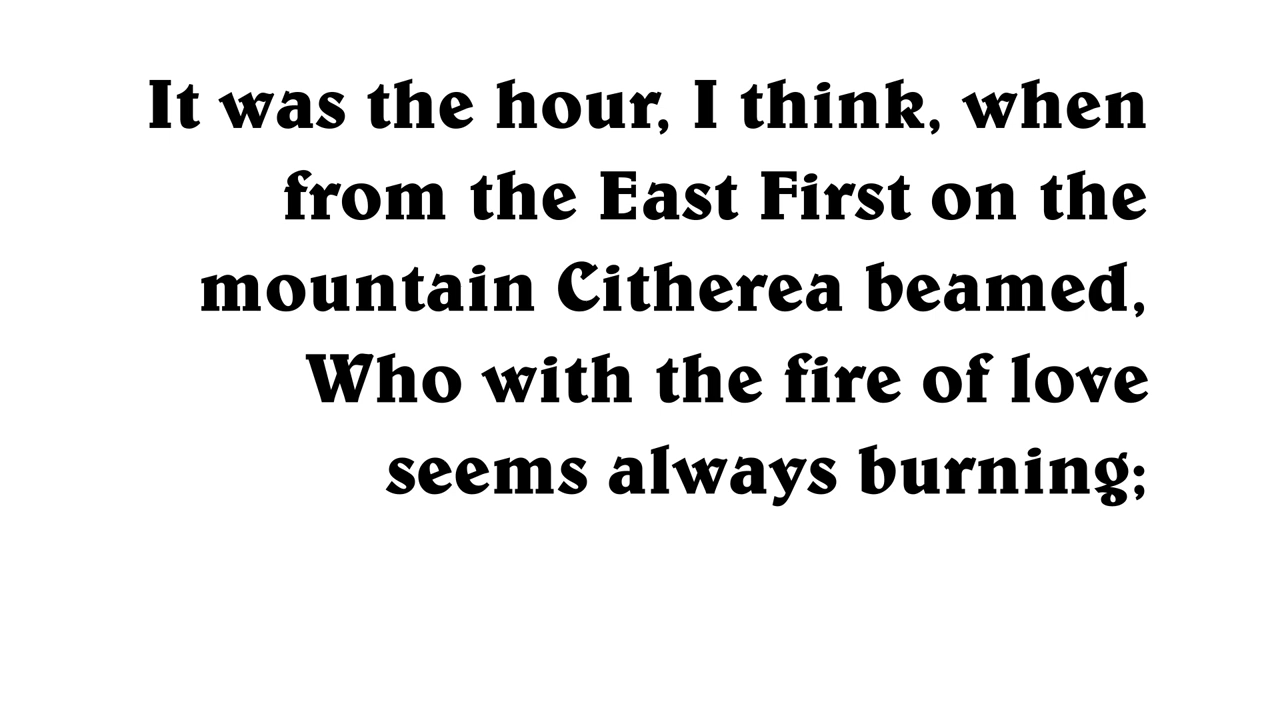 It was the hour, I think, when
from the East First on the
mountain Citherea beamed,
Who with the fire of love
seems always burning;